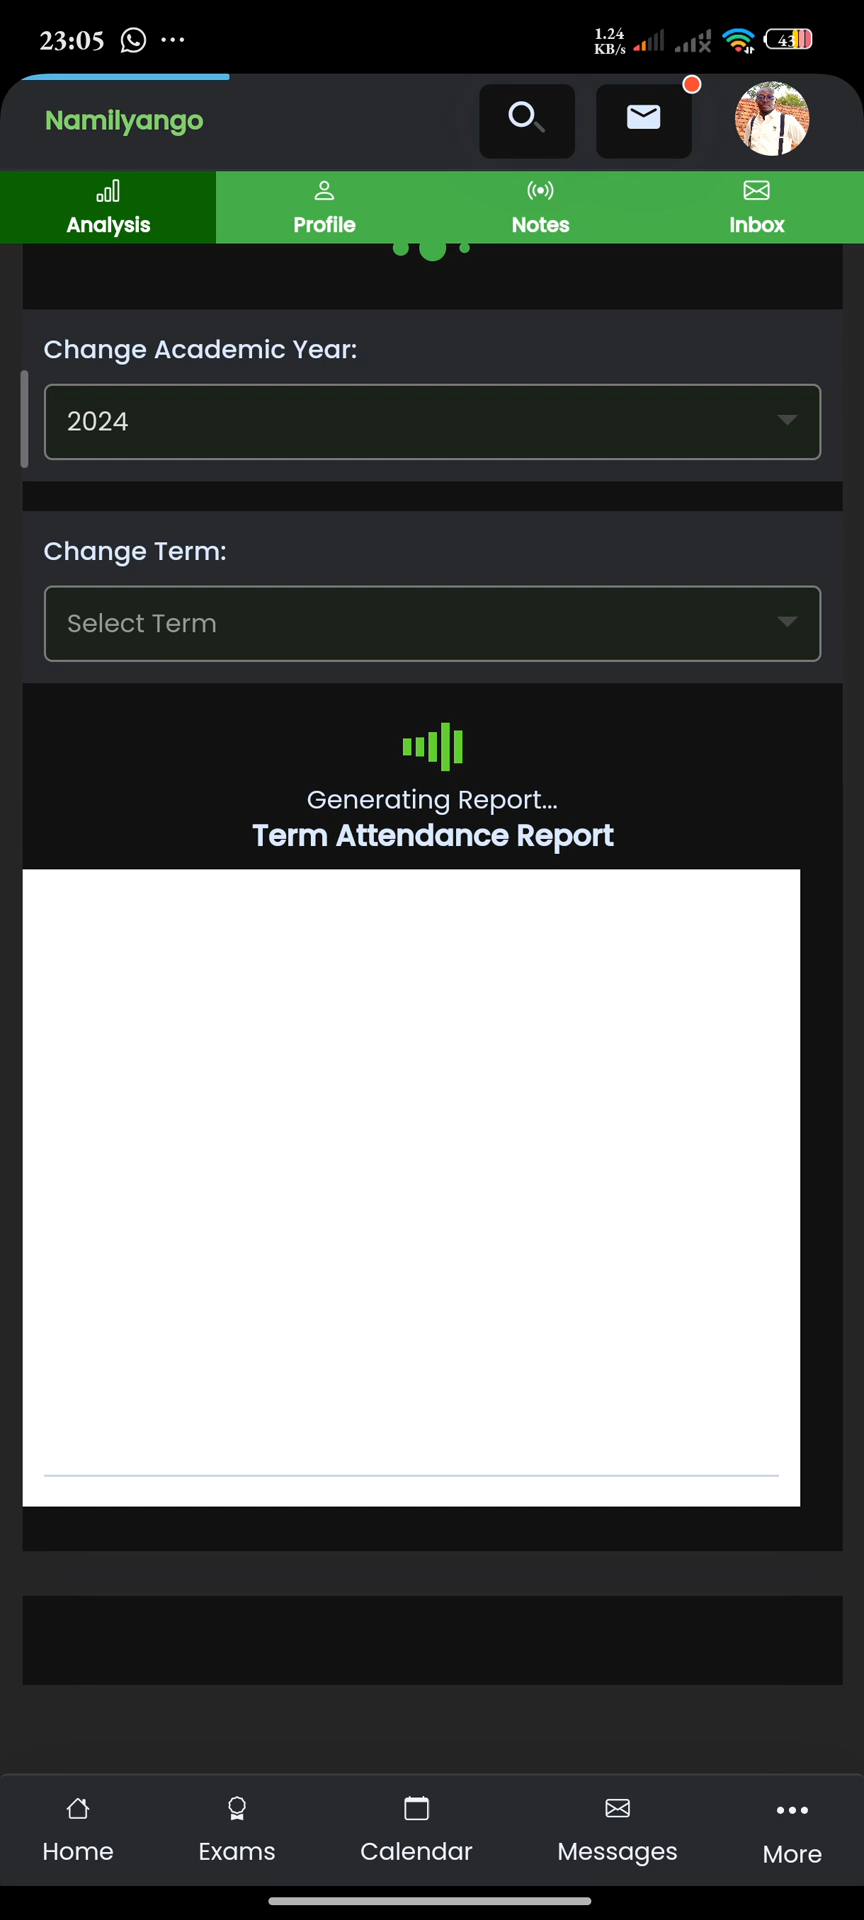 23:05
1.24
KB/s
43
Namilyango
Analysis
Profile
Notes
Inbox
Change Academic Year:
2024
Change Term:
Select Term
Generating Report...
Term Attendance Report
Home
Exams
Calendar
Messages
More